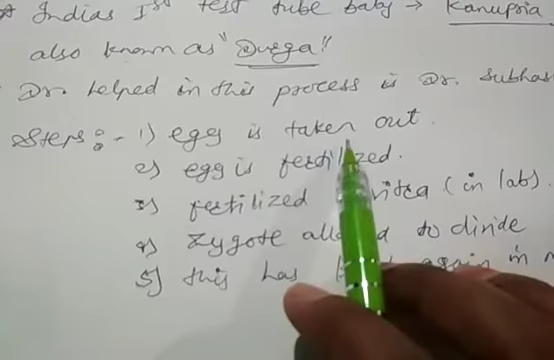 Indias 1st test tube baby → Kanupria
also known as "Durga"
Dr. helped in this process is Dr. Subhas
Steps:- 1) egg is taken out.
2) egg is fertilized.
3) fertilized (in lab).
4) Zygote to divide
5) this has again in